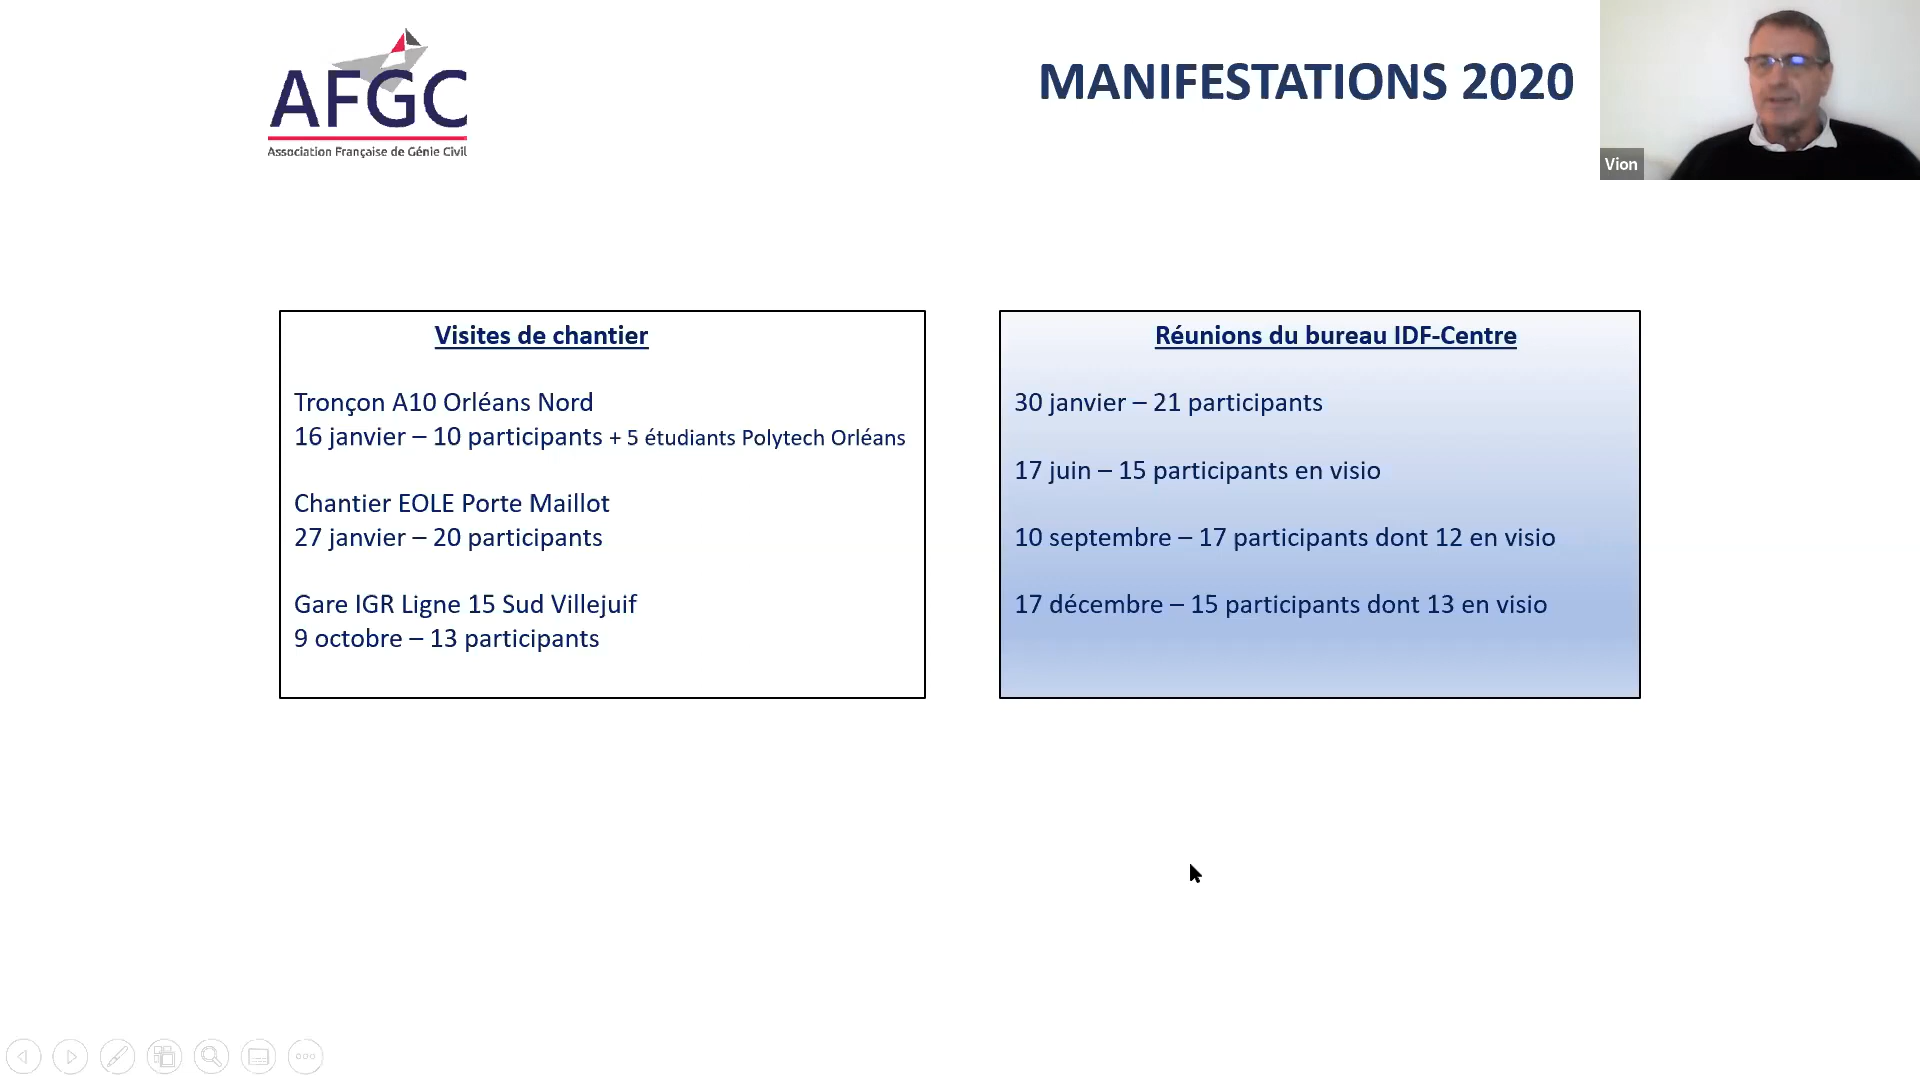 AFGC
Association Française de Génie Civil
MANIFESTATIONS 2020
Vion
Visites de chantier
Tronçon A10 Orléans Nord
16 janvier – 10 participants + 5 étudiants Polytech Orléans
Chantier EOLE Porte Maillot
27 janvier – 20 participants
Gare IGR Ligne 15 Sud Villejuif
9 octobre – 13 participants
Réunions du bureau IDF-Centre
30 janvier – 21 participants
17 juin – 15 participants en visio
10 septembre – 17 participants dont 12 en visio
17 décembre – 15 participants dont 13 en visio